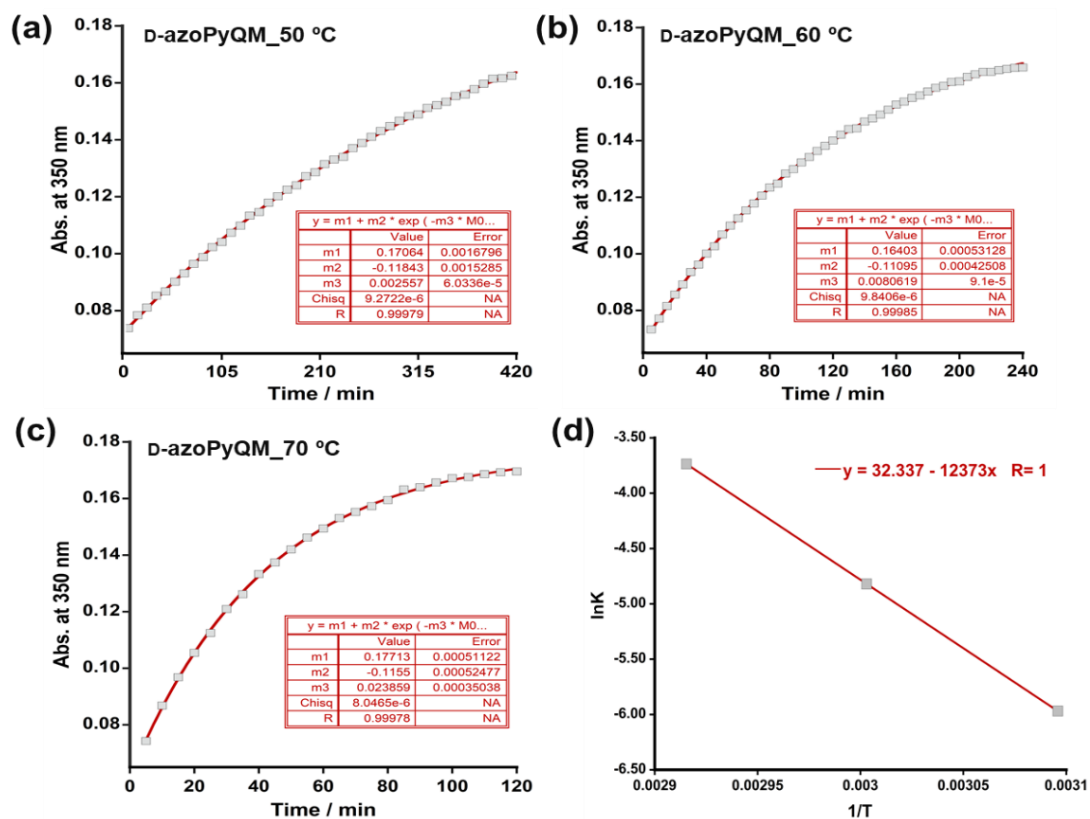 (a)
D-azoPyQM_50 ºC
0.18
0.16
0.14
0.12
0.10
0.08
Abs. at 350 nm
y = m1 + m2 * exp ( -m3 * M0...
Value Error
m1 0.17064 0.0016796
m2 -0.11843 0.0015285
m3 0.002557 6.0336e-5
Chisq 9.2722e-6 NA
R 0.99979 NA
0 105 210 315 420
Time / min
(b)
D-azoPyQM_60 ºC
0.18
0.16
0.14
0.12
0.10
0.08
Abs. at 350 nm
y = m1 + m2 * exp ( -m3 * M0...
Value Error
m1 0.16403 0.00053128
m2 -0.11095 0.00042508
m3 0.0080619 9.1e-5
Chisq 9.8406e-6 NA
R 0.99985 NA
0 40 80 120 160 200 240
Time / min
(c)
D-azoPyQM_70 ºC
0.18
0.16
0.14
0.12
0.10
0.08
Abs. at 350 nm
y = m1 + m2 * exp ( -m3 * M0...
Value Error
m1 0.17713 0.00051122
m2 -0.1155 0.00052477
m3 0.023859 0.00035038
Chisq 8.0465e-6 NA
R 0.99978 NA
0 20 40 60 80 100 120
Time / min
(d)
-3.50
-4.00
-4.50
-5.00
-5.50
-6.00
-6.50
lnK
y = 32.337 - 12373x R= 1
0.0029 0.00295 0.003 0.00305 0.0031
1/T